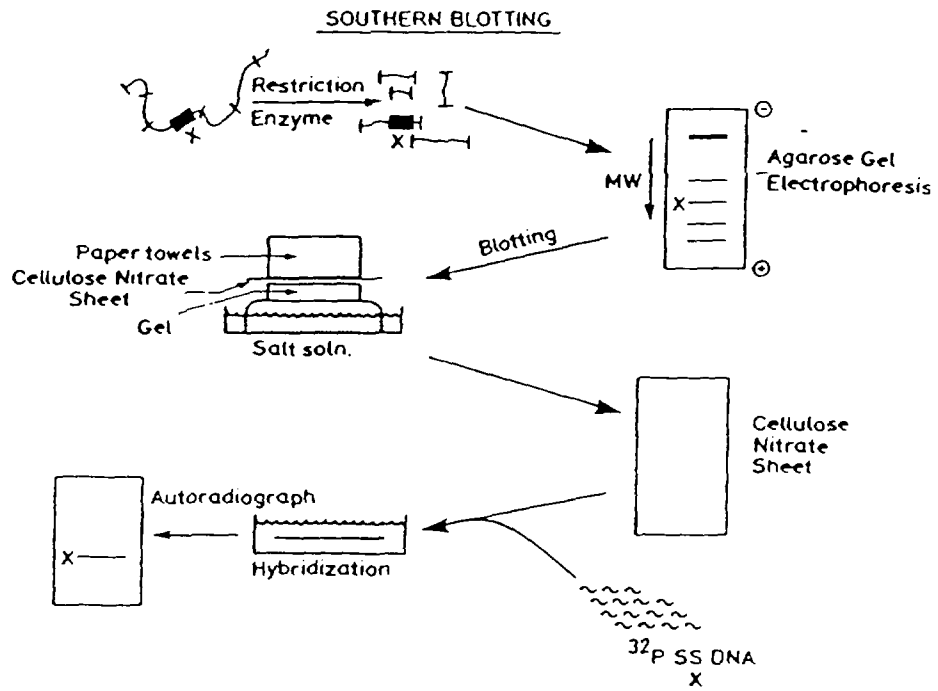 SOUTHERN BLOTTING
Restriction
Enzyme
X
X
MW
X
⊖
⊕
Agarose Gel
Electrophoresis
Blotting
Paper towels
Cellulose Nitrate
Sheet
Gel
Salt soln.
Cellulose
Nitrate
Sheet
Autoradiograph
X
Hybridization
³²P SS DNA
X